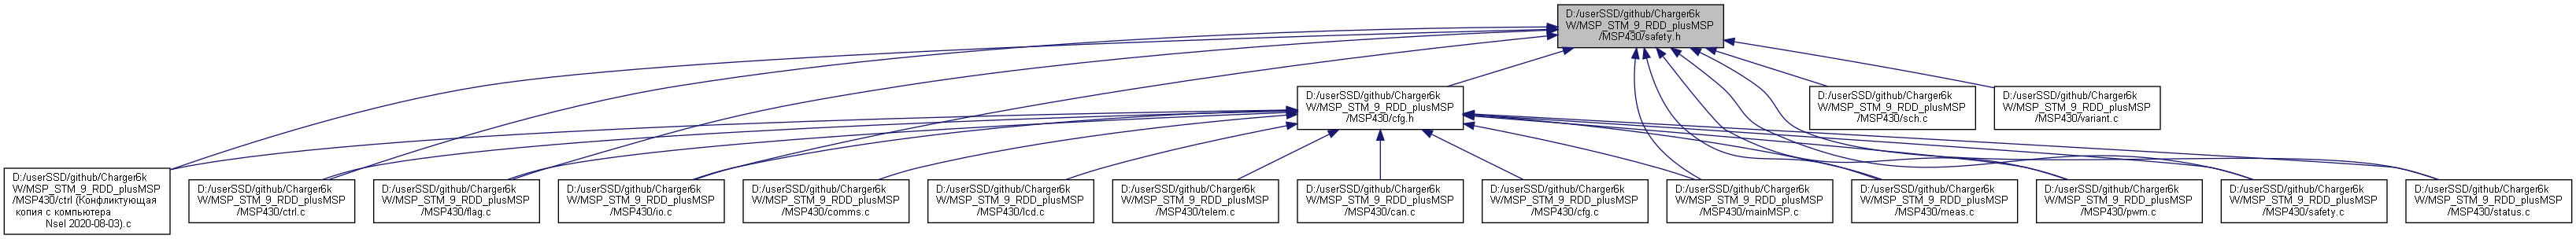 D:/userSSD/github/Charger6k
W/MSP_STM_9_RDD_plusMSP
/MSP430/safety.h
D:/userSSD/github/Charger6k
W/MSP_STM_9_RDD_plusMSP
/MSP430/cfg.h
D:/userSSD/github/Charger6k
W/MSP_STM_9_RDD_plusMSP
/MSP430/sch.c
D:/userSSD/github/Charger6k
W/MSP_STM_9_RDD_plusMSP
/MSP430/variant.c
D:/userSSD/github/Charger6k
W/MSP_STM_9_RDD_plusMSP
/MSP430/ctrl (Конфликтующая
копия с компьютера
Nsel 2020-08-03).c
D:/userSSD/github/Charger6k
W/MSP_STM_9_RDD_plusMSP
/MSP430/ctrl.c
D:/userSSD/github/Charger6k
W/MSP_STM_9_RDD_plusMSP
/MSP430/flag.c
D:/userSSD/github/Charger6k
W/MSP_STM_9_RDD_plusMSP
/MSP430/io.c
D:/userSSD/github/Charger6k
W/MSP_STM_9_RDD_plusMSP
/MSP430/comms.c
D:/userSSD/github/Charger6k
W/MSP_STM_9_RDD_plusMSP
/MSP430/lcd.c
D:/userSSD/github/Charger6k
W/MSP_STM_9_RDD_plusMSP
/MSP430/telem.c
D:/userSSD/github/Charger6k
W/MSP_STM_9_RDD_plusMSP
/MSP430/can.c
D:/userSSD/github/Charger6k
W/MSP_STM_9_RDD_plusMSP
/MSP430/cfg.c
D:/userSSD/github/Charger6k
W/MSP_STM_9_RDD_plusMSP
/MSP430/mainMSP.c
D:/userSSD/github/Charger6k
W/MSP_STM_9_RDD_plusMSP
/MSP430/meas.c
D:/userSSD/github/Charger6k
W/MSP_STM_9_RDD_plusMSP
/MSP430/pwm.c
D:/userSSD/github/Charger6k
W/MSP_STM_9_RDD_plusMSP
/MSP430/safety.c
D:/userSSD/github/Charger6k
W/MSP_STM_9_RDD_plusMSP
/MSP430/status.c